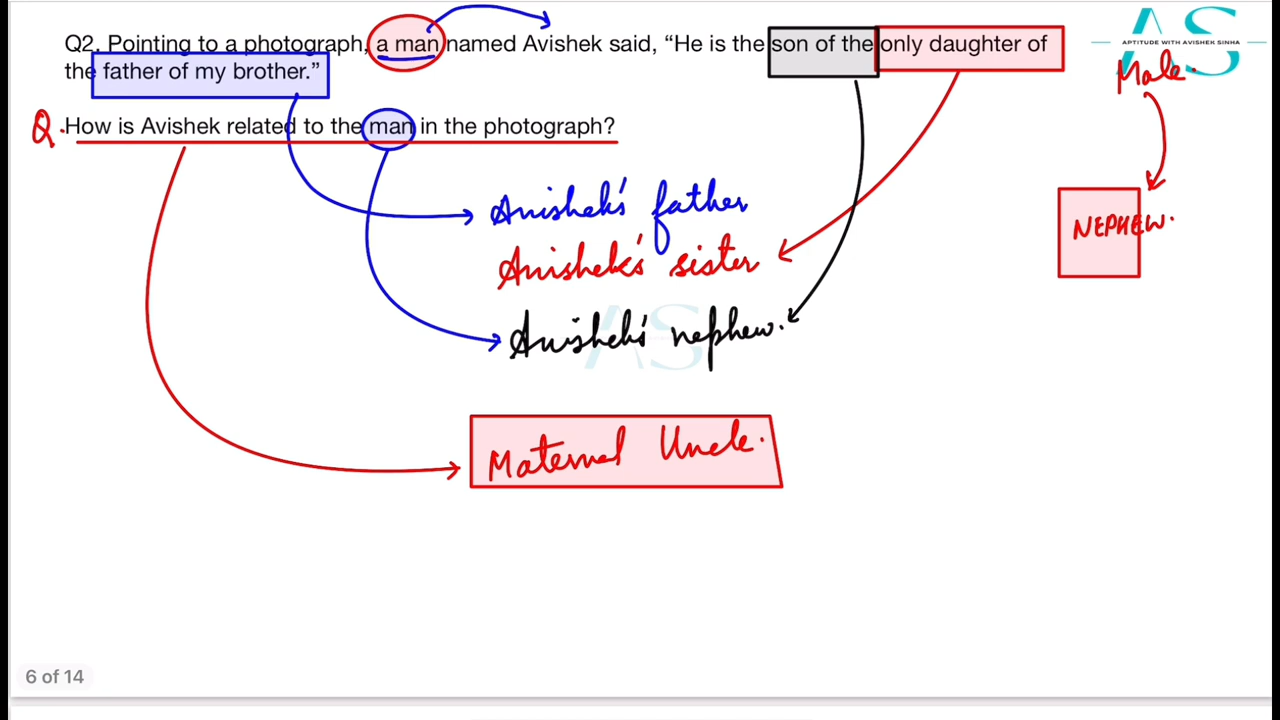 Q2. Pointing to a photograph, a man named Avishek said, “He is the son of the only daughter of
the father of my brother.”
Q. How is Avishek related to the man in the photograph?
APTITUDE WITH AVISHEK SINHA
Male.
NEPHEW.
Avishek's father
Avishek's sister
Avishek's nephew.
AS
Maternal Uncle.
6 of 14